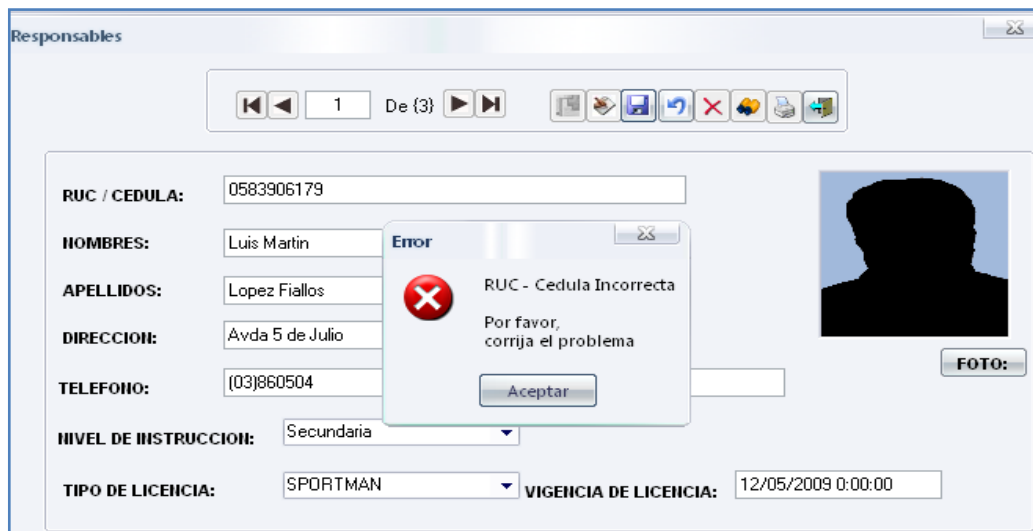 Responsables
1 De {3}
RUC / CEDULA: 0583906179
NOMBRES: Luis Martin
APELLIDOS: Lopez Fiallos
DIRECCION: Avda 5 de Julio
TELEFONO: (03)860504
NIVEL DE INSTRUCCION: Secundaria
TIPO DE LICENCIA: SPORTMAN VIGENCIA DE LICENCIA: 12/05/2009 0:00:00
FOTO:
Error
RUC - Cedula Incorrecta
Por favor,
corrija el problema
Aceptar